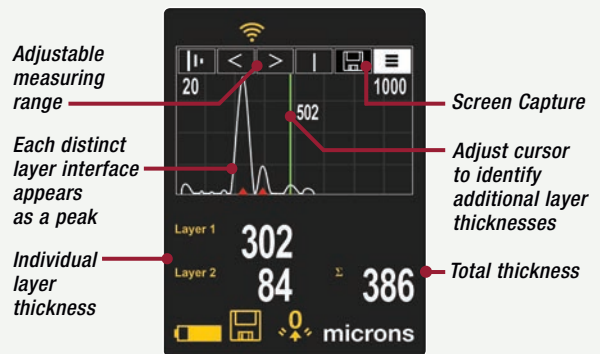 Adjustable
measuring
range
Each distinct
layer interface
appears
as a peak
Individual
layer
thickness
20
1000
502
Layer 1
302
Layer 2
84
Σ
386
0
microns
Screen Capture
Adjust cursor
to identify
additional layer
thicknesses
Total thickness